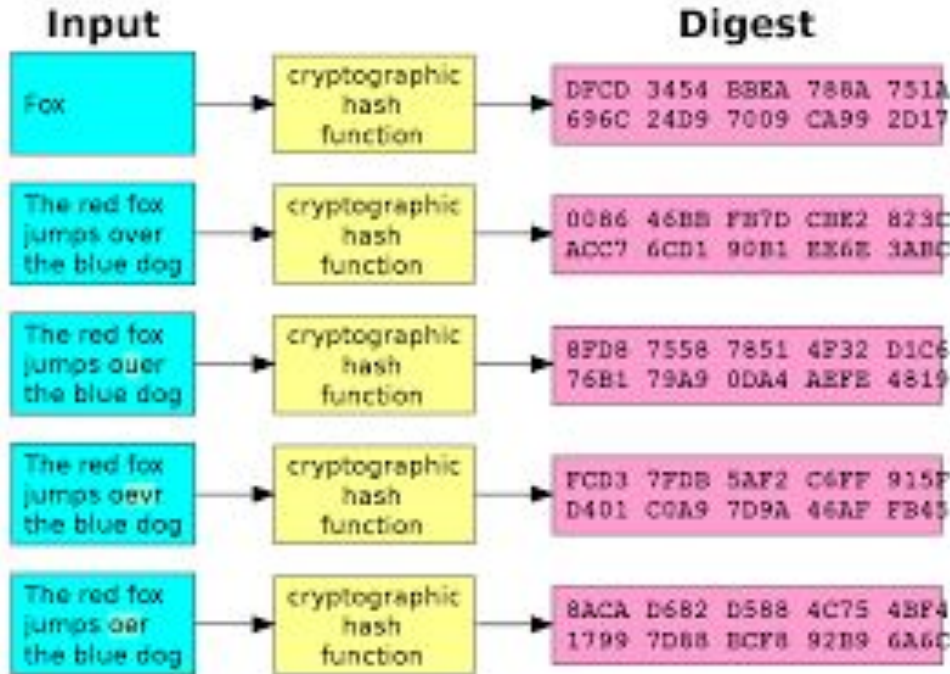 Input
Digest
Fox
cryptographic
hash
function
DFCD 3454 BBEA 788A 751A
696C 24D9 7009 CA99 2D17
The red fox
jumps over
the blue dog
cryptographic
hash
function
0086 46BB FB7D CBE2 823C
ACC7 6CD1 90B1 EE6E 3ABC
The red fox
jumps ouer
the blue dog
cryptographic
hash
function
8FD8 7558 7851 4F32 D1C6
76B1 79A9 0DA4 AEFE 4819
The red fox
jumps oevr
the blue dog
cryptographic
hash
function
FCD3 7FDB 5AF2 C6FF 915F
D401 C0A9 7D9A 46AF FB45
The red fox
jumps oer
the blue dog
cryptographic
hash
function
8ACA D682 D588 4C75 4BF4
1799 7D88 BCF8 92B9 6A6C